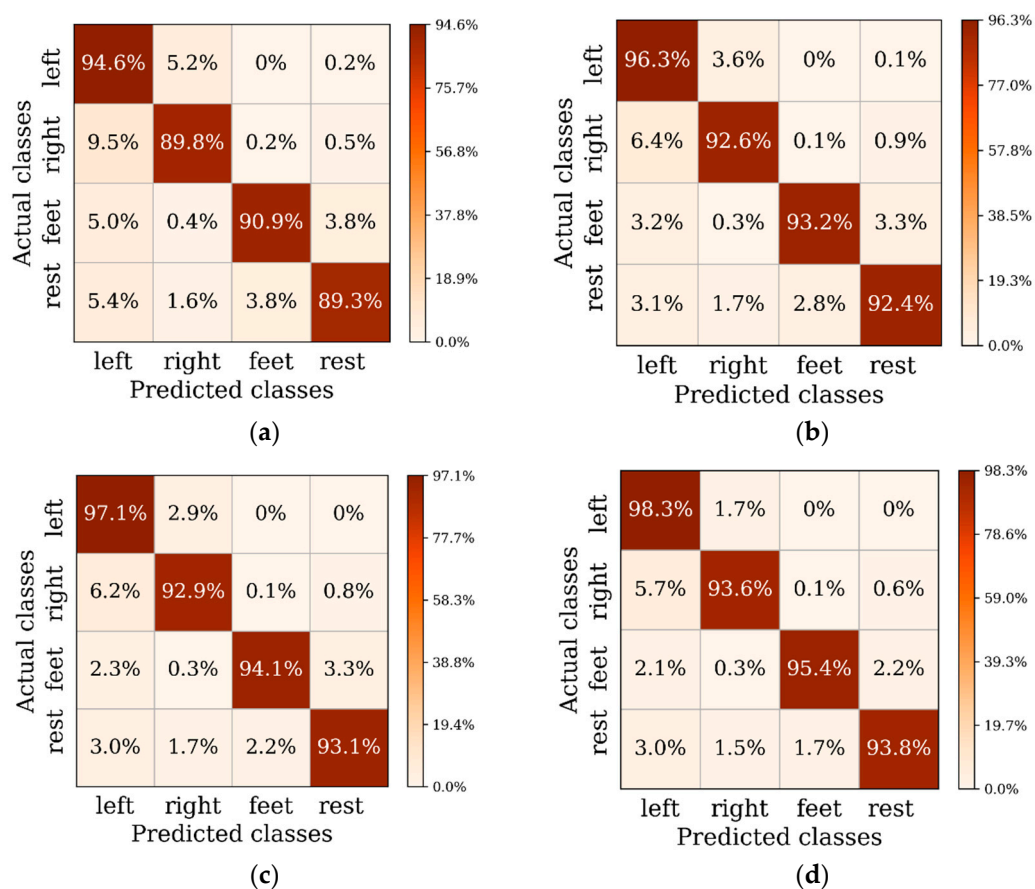 94.6%
left 94.6% 5.2% 0% 0.2%
75.7%
right 9.5% 89.8% 0.2% 0.5%
56.8%
Actual classes
37.8%
feet 5.0% 0.4% 90.9% 3.8%
18.9%
rest 5.4% 1.6% 3.8% 89.3%
0.0%
left right feet rest
Predicted classes
(a)
96.3%
left 96.3% 3.6% 0% 0.1%
77.0%
right 6.4% 92.6% 0.1% 0.9%
57.8%
Actual classes
38.5%
feet 3.2% 0.3% 93.2% 3.3%
19.3%
rest 3.1% 1.7% 2.8% 92.4%
0.0%
left right feet rest
Predicted classes
(b)
97.1%
left 97.1% 2.9% 0% 0%
77.7%
right 6.2% 92.9% 0.1% 0.8%
58.3%
Actual classes
38.8%
feet 2.3% 0.3% 94.1% 3.3%
19.4%
rest 3.0% 1.7% 2.2% 93.1%
0.0%
left right feet rest
Predicted classes
(c)
98.3%
left 98.3% 1.7% 0% 0%
78.6%
right 5.7% 93.6% 0.1% 0.6%
59.0%
Actual classes
39.3%
feet 2.1% 0.3% 95.4% 2.2%
19.7%
rest 3.0% 1.5% 1.7% 93.8%
0.0%
left right feet rest
Predicted classes
(d)